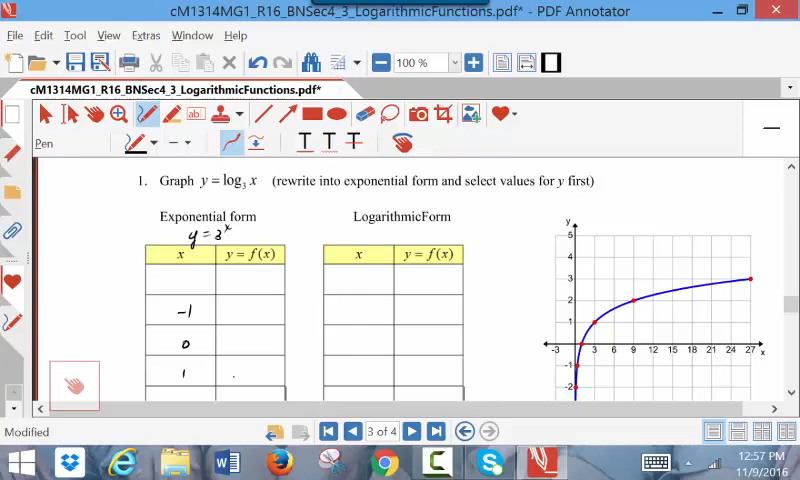 cM1314MG1_R16_BNSec4_3_LogarithmicFunctions.pdf* - PDF Annotator
File Edit Tool View Extras Window Help
100 %
cM1314MG1_R16_BNSec4_3_LogarithmicFunctions.pdf*
ab
T T T
Pen
1. Graph y = log₃ x (rewrite into exponential form and select values for y first)
Exponential form LogarithmicForm
y = 3ˣ
x y = f(x) x y = f(x)
-1
0
1
y
5
4
3
2
1
-3 3 6 9 12 15 18 21 24 27 x
-1
-2
3 of 4
Modified
12:57 PM
11/9/2016